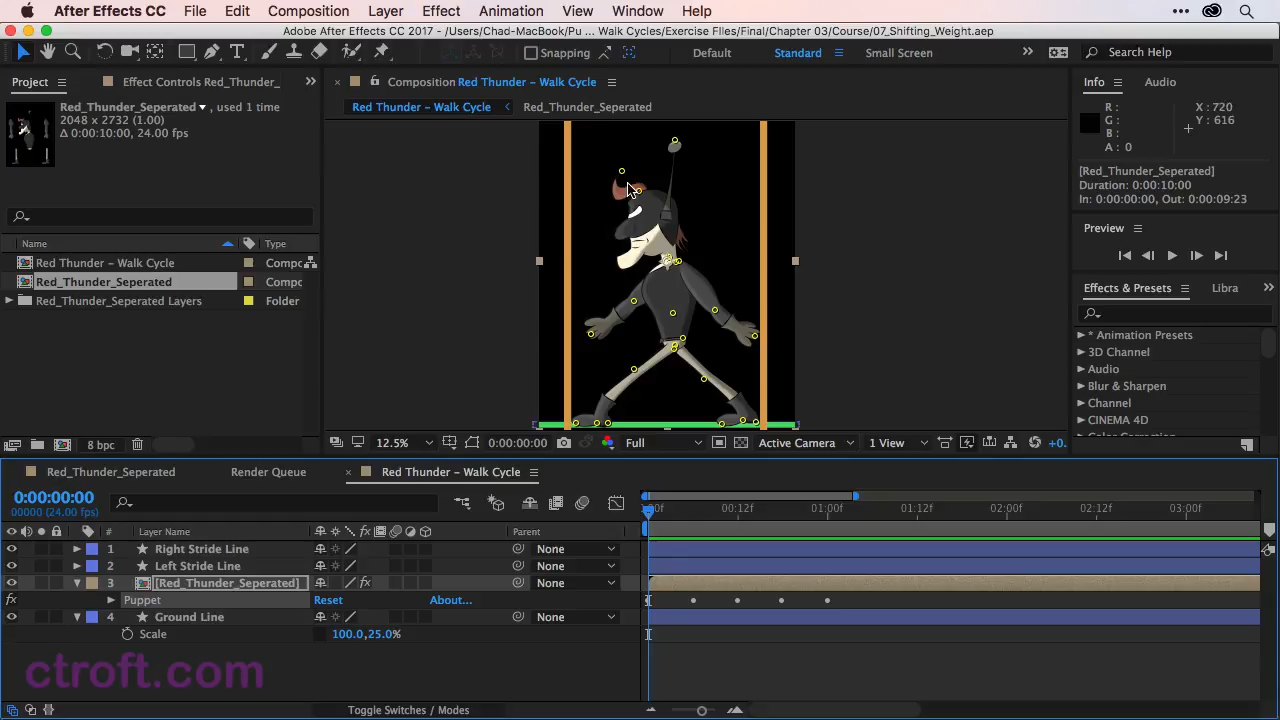 After Effects CC File Edit Composition Layer Effect Animation View Window Help
Adobe After Effects CC 2017 - /Users/Chad-MacBook/Pu ... Walk Cycles/Exercise FIles/Final/Chapter 03/Course/07_Shifting_Weight.aep
Snapping Default Standard Small Screen Search Help
Project Effect Controls Red_Thunder_ Composition Red Thunder – Walk Cycle Info Audio
Red_Thunder_Seperated , used 1 time
2048 x 2732 (1.00)
Δ 0:00:10:00, 24.00 fps
Red Thunder – Walk Cycle Red_Thunder_Seperated
R :
G :
B :
A : 0
X : 720
Y : 616
[Red_Thunder_Seperated]
Duration: 0:00:10:00
In: 0:00:00:00, Out: 0:00:09:23
Preview
Name Type
Red Thunder – Walk Cycle Compo
Red_Thunder_Seperated Compo
Red_Thunder_Seperated Layers Folder
Effects & Presets Libra
* Animation Presets
3D Channel
Audio
Blur & Sharpen
Channel
CINEMA 4D
8 bpc
12.5% 0:00:00:00 Full Active Camera 1 View +0.
Red_Thunder_Seperated Render Queue Red Thunder – Walk Cycle
0:00:00:00
00000 (24.00 fps)
00:12f 01:00f 01:12f 02:00f 02:12f 03:00f
# Layer Name Parent
1 Right Stride Line None
2 Left Stride Line None
3 [Red_Thunder_Seperated] None
Puppet Reset About...
4 Ground Line None
Scale 100.0,25.0%
ctroft.com
Toggle Switches / Modes